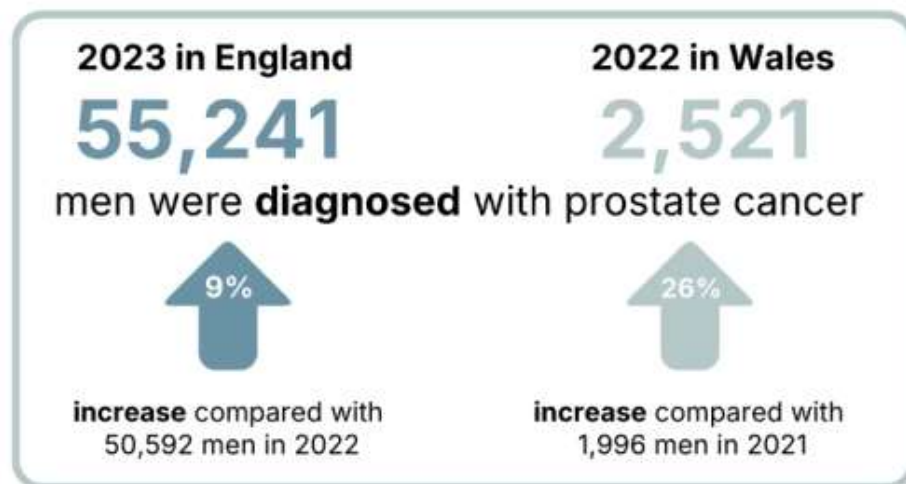 2023 in England
55,241
2022 in Wales
2,521
men were diagnosed with prostate cancer
9%
increase compared with
50,592 men in 2022
26%
increase compared with
1,996 men in 2021